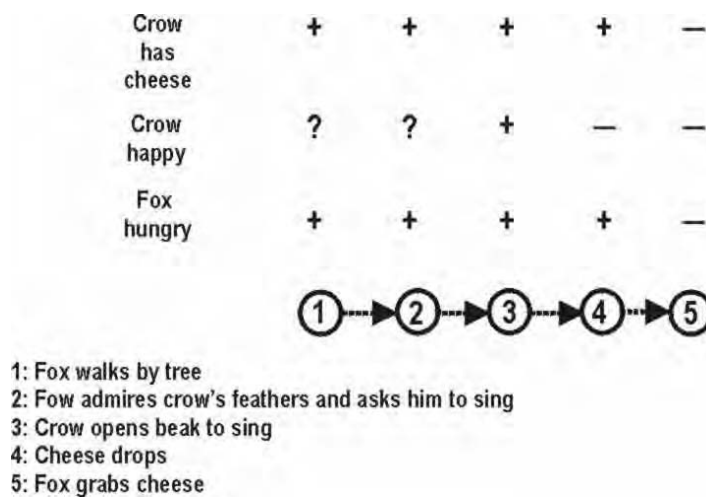 Crow + + + + —
has
cheese
Crow ? ? + — —
happy
Fox
hungry + + + + —
1 2 3 4 5
1: Fox walks by tree
2: Fow admires crow's feathers and asks him to sing
3: Crow opens beak to sing
4: Cheese drops
5: Fox grabs cheese